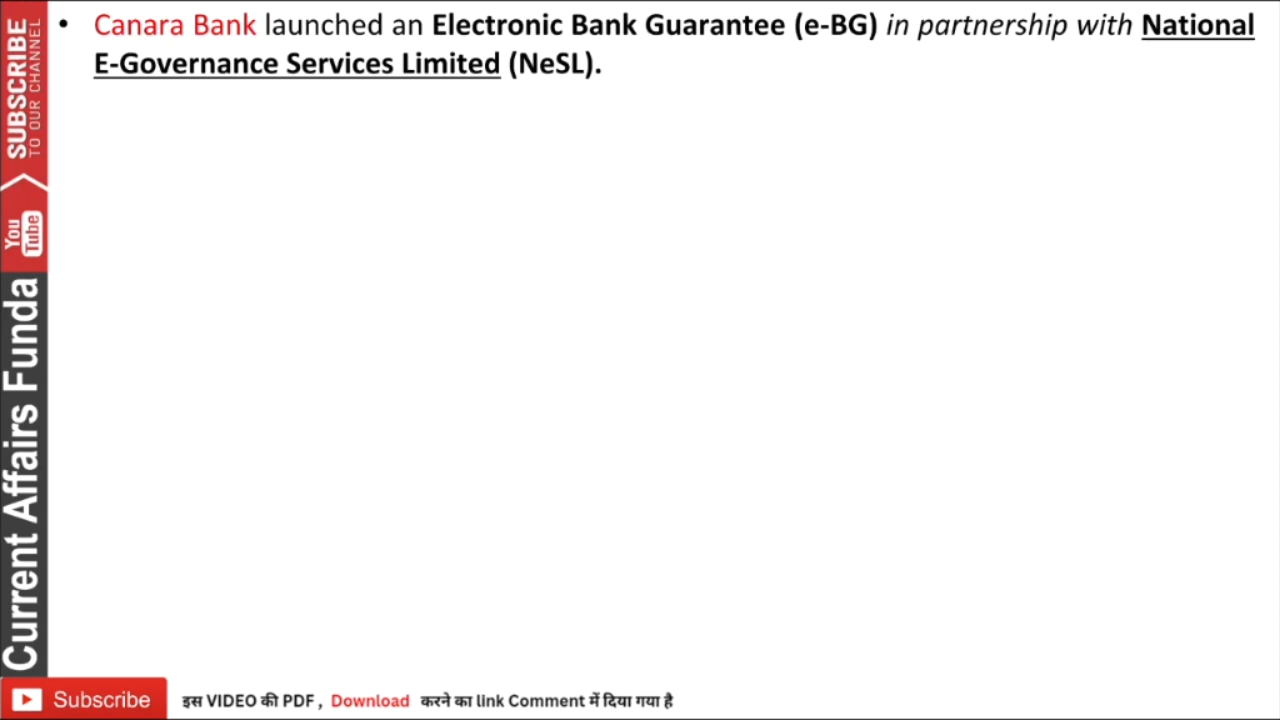 • Canara Bank launched an Electronic Bank Guarantee (e-BG) in partnership with National
E-Governance Services Limited (NeSL).
SUBSCRIBE
TO OUR CHANNEL
You
Tube
Current Affairs Funda
Subscribe
इस VIDEO की PDF , Download करने का link Comment में दिया गया है